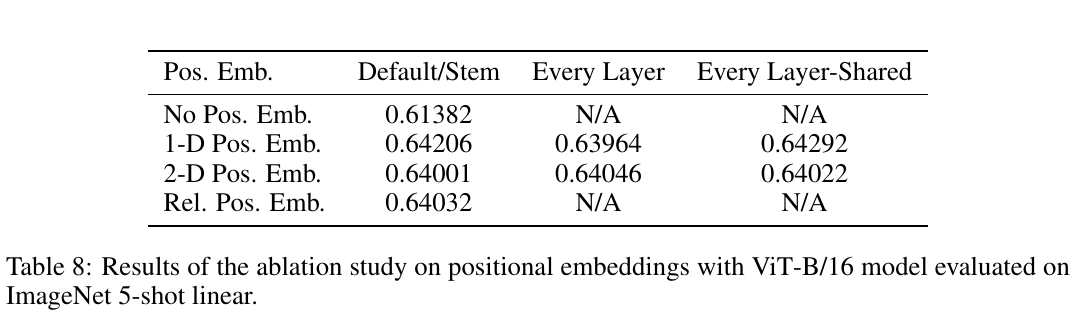 Pos. Emb. Default/Stem Every Layer Every Layer-Shared
No Pos. Emb. 0.61382 N/A N/A
1-D Pos. Emb. 0.64206 0.63964 0.64292
2-D Pos. Emb. 0.64001 0.64046 0.64022
Rel. Pos. Emb. 0.64032 N/A N/A
Table 8: Results of the ablation study on positional embeddings with ViT-B/16 model evaluated on
ImageNet 5-shot linear.